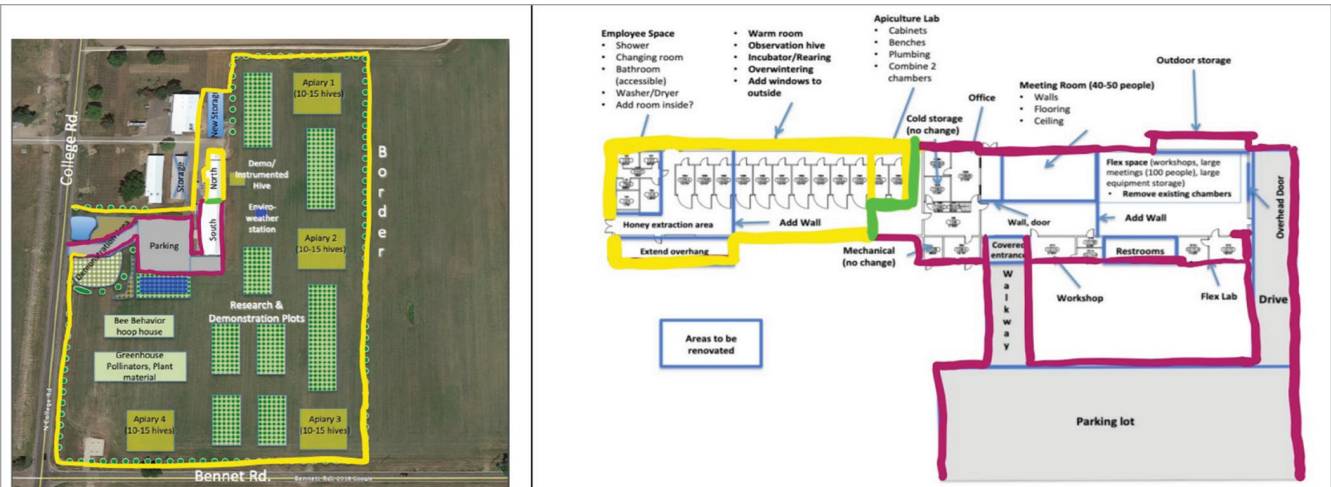 College Rd.
New Storage
Storage
North
South
Parking
Apiary 1
(10-15 hives)
Demo/
Instrumented
Hive
Enviro-
weather
station
Apiary 2
(10-15 hives)
Border
Research &
Demonstration Plots
Bee Behavior
hoop house
Greenhouse
Pollinators, Plant
material
Apiary 4
(10-15 hives)
Apiary 3
(10-15 hives)
N College Rd
Bennet Rd.
Employee Space
• Shower
• Changing room
• Bathroom
(accessible)
• Washer/Dryer
• Add room inside?
• Warm room
• Observation hive
• Incubator/Rearing
• Overwintering
• Add windows to
outside
Apiculture Lab
• Cabinets
• Benches
• Plumbing
• Combine 2
chambers
Cold storage
(no change)
Office
Meeting Room (40-50 people)
• Walls
• Flooring
• Ceiling
Outdoor storage
Flex space (workshops, large
meetings (100 people), large
equipment storage)
• Remove existing chambers
Overhead Door
Honey extraction area
Add Wall
Extend overhang
Wall, door
Add Wall
Mechanical
(no change)
Covered
entrance
Restrooms
Walkway
Workshop
Flex Lab
Drive
Areas to be
renovated
Parking lot